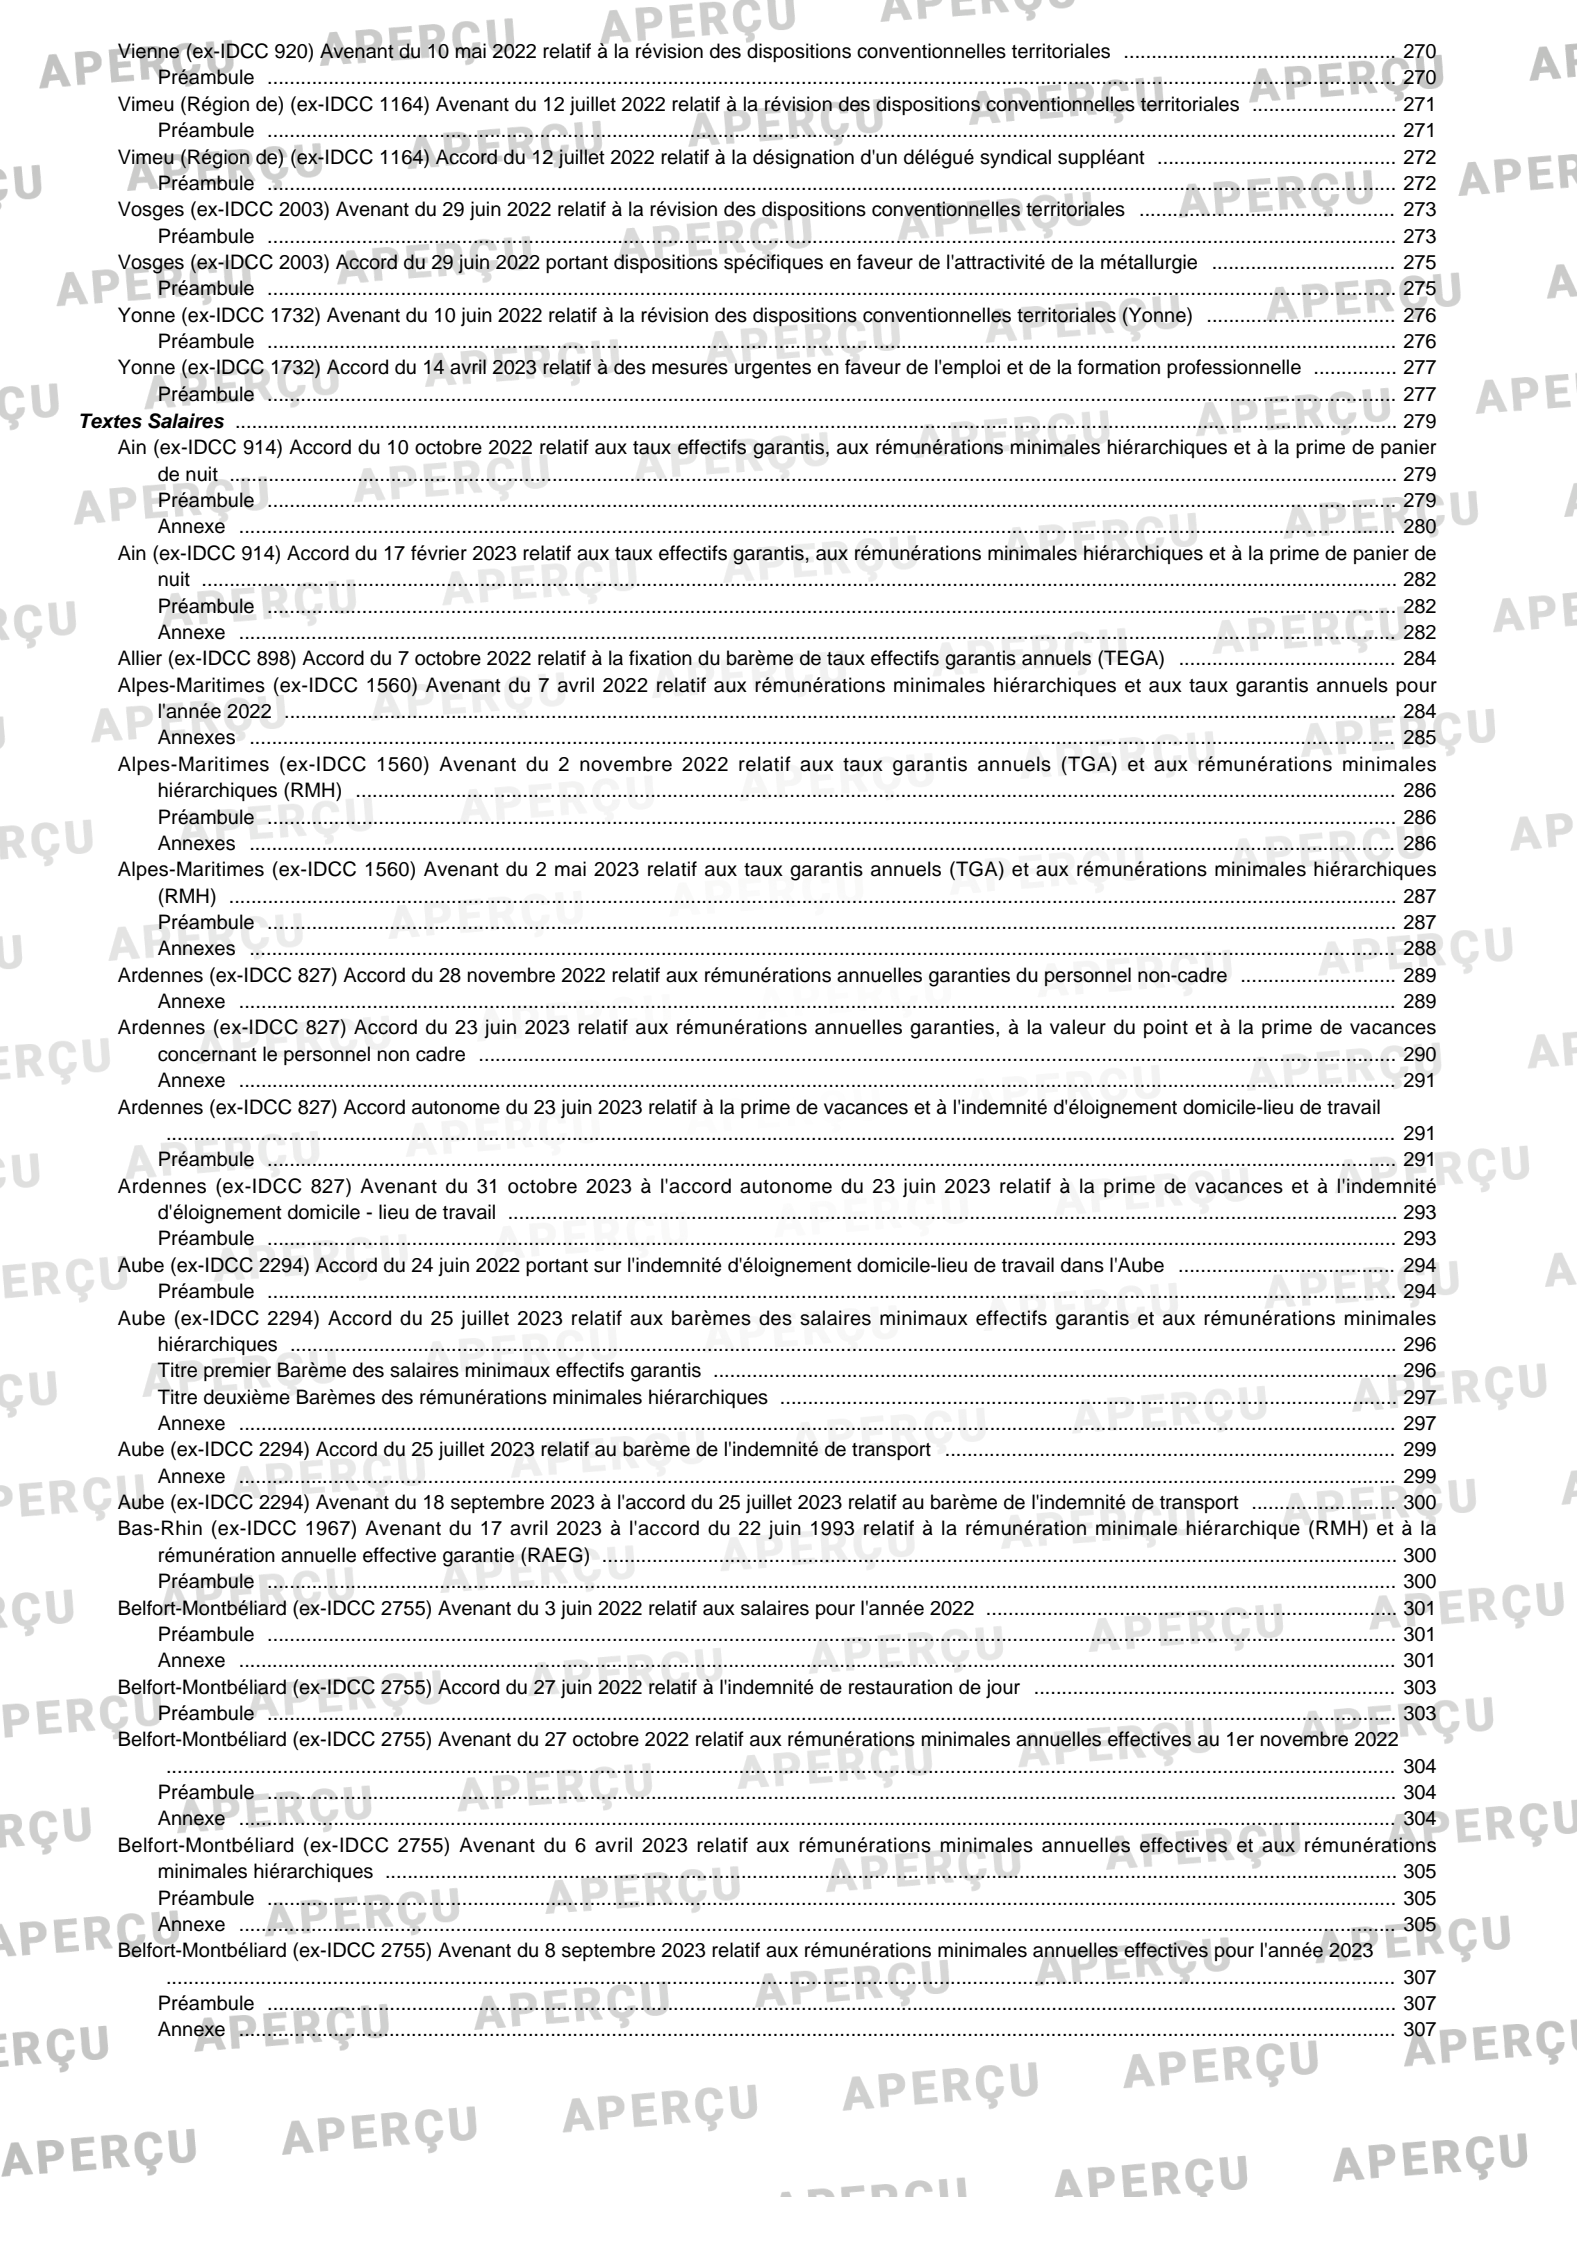 Vienne (ex-IDCC 920) Avenant du 10 mai 2022 relatif à la révision des dispositions conventionnelles territoriales ........ 270
Préambule ........ 270
Vimeu (Région de) (ex-IDCC 1164) Avenant du 12 juillet 2022 relatif à la révision des dispositions conventionnelles territoriales ........ 271
Préambule ........ 271
Vimeu (Région de) (ex-IDCC 1164) Accord du 12 juillet 2022 relatif à la désignation d'un délégué syndical suppléant ........ 272
Préambule ........ 272
Vosges (ex-IDCC 2003) Avenant du 29 juin 2022 relatif à la révision des dispositions conventionnelles territoriales ........ 273
Préambule ........ 273
Vosges (ex-IDCC 2003) Accord du 29 juin 2022 portant dispositions spécifiques en faveur de l'attractivité de la métallurgie ........ 275
Préambule ........ 275
Yonne (ex-IDCC 1732) Avenant du 10 juin 2022 relatif à la révision des dispositions conventionnelles territoriales (Yonne) ........ 276
Préambule ........ 276
Yonne (ex-IDCC 1732) Accord du 14 avril 2023 relatif à des mesures urgentes en faveur de l'emploi et de la formation professionnelle ........ 277
Préambule ........ 277
Textes Salaires ........ 279
Ain (ex-IDCC 914) Accord du 10 octobre 2022 relatif aux taux effectifs garantis, aux rémunérations minimales hiérarchiques et à la prime de panier
de nuit ........ 279
Préambule ........ 279
Annexe ........ 280
Ain (ex-IDCC 914) Accord du 17 février 2023 relatif aux taux effectifs garantis, aux rémunérations minimales hiérarchiques et à la prime de panier de
nuit ........ 282
Préambule ........ 282
Annexe ........ 282
Allier (ex-IDCC 898) Accord du 7 octobre 2022 relatif à la fixation du barème de taux effectifs garantis annuels (TEGA) ........ 284
Alpes-Maritimes (ex-IDCC 1560) Avenant du 7 avril 2022 relatif aux rémunérations minimales hiérarchiques et aux taux garantis annuels pour
l'année 2022 ........ 284
Annexes ........ 285
Alpes-Maritimes (ex-IDCC 1560) Avenant du 2 novembre 2022 relatif aux taux garantis annuels (TGA) et aux rémunérations minimales
hiérarchiques (RMH) ........ 286
Préambule ........ 286
Annexes ........ 286
Alpes-Maritimes (ex-IDCC 1560) Avenant du 2 mai 2023 relatif aux taux garantis annuels (TGA) et aux rémunérations minimales hiérarchiques
(RMH) ........ 287
Préambule ........ 287
Annexes ........ 288
Ardennes (ex-IDCC 827) Accord du 28 novembre 2022 relatif aux rémunérations annuelles garanties du personnel non-cadre ........ 289
Annexe ........ 289
Ardennes (ex-IDCC 827) Accord du 23 juin 2023 relatif aux rémunérations annuelles garanties, à la valeur du point et à la prime de vacances
concernant le personnel non cadre ........ 290
Annexe ........ 291
Ardennes (ex-IDCC 827) Accord autonome du 23 juin 2023 relatif à la prime de vacances et à l'indemnité d'éloignement domicile-lieu de travail
........ 291
Préambule ........ 291
Ardennes (ex-IDCC 827) Avenant du 31 octobre 2023 à l'accord autonome du 23 juin 2023 relatif à la prime de vacances et à l'indemnité
d'éloignement domicile - lieu de travail ........ 293
Préambule ........ 293
Aube (ex-IDCC 2294) Accord du 24 juin 2022 portant sur l'indemnité d'éloignement domicile-lieu de travail dans l'Aube ........ 294
Préambule ........ 294
Aube (ex-IDCC 2294) Accord du 25 juillet 2023 relatif aux barèmes des salaires minimaux effectifs garantis et aux rémunérations minimales
hiérarchiques ........ 296
Titre premier Barème des salaires minimaux effectifs garantis ........ 296
Titre deuxième Barèmes des rémunérations minimales hiérarchiques ........ 297
Annexe ........ 297
Aube (ex-IDCC 2294) Accord du 25 juillet 2023 relatif au barème de l'indemnité de transport ........ 299
Annexe ........ 299
Aube (ex-IDCC 2294) Avenant du 18 septembre 2023 à l'accord du 25 juillet 2023 relatif au barème de l'indemnité de transport ........ 300
Bas-Rhin (ex-IDCC 1967) Avenant du 17 avril 2023 à l'accord du 22 juin 1993 relatif à la rémunération minimale hiérarchique (RMH) et à la
rémunération annuelle effective garantie (RAEG) ........ 300
Préambule ........ 300
Belfort-Montbéliard (ex-IDCC 2755) Avenant du 3 juin 2022 relatif aux salaires pour l'année 2022 ........ 301
Préambule ........ 301
Annexe ........ 301
Belfort-Montbéliard (ex-IDCC 2755) Accord du 27 juin 2022 relatif à l'indemnité de restauration de jour ........ 303
Préambule ........ 303
Belfort-Montbéliard (ex-IDCC 2755) Avenant du 27 octobre 2022 relatif aux rémunérations minimales annuelles effectives au 1er novembre 2022
........ 304
Préambule ........ 304
Annexe ........ 304
Belfort-Montbéliard (ex-IDCC 2755) Avenant du 6 avril 2023 relatif aux rémunérations minimales annuelles effectives et aux rémunérations
minimales hiérarchiques ........ 305
Préambule ........ 305
Annexe ........ 305
Belfort-Montbéliard (ex-IDCC 2755) Avenant du 8 septembre 2023 relatif aux rémunérations minimales annuelles effectives pour l'année 2023
........ 307
Préambule ........ 307
Annexe ........ 307
APERÇU